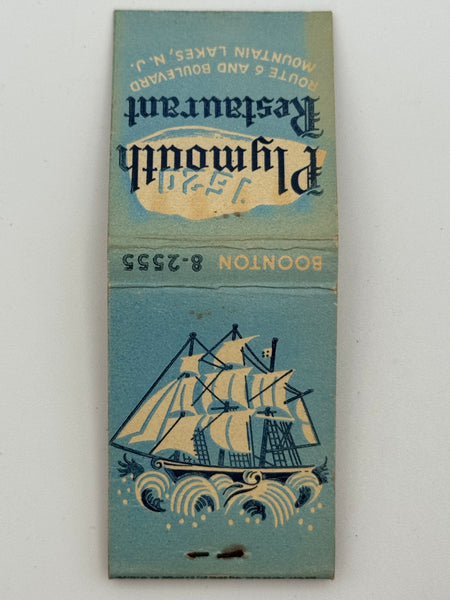 BOONTON 8-2555
1620
Plymouth
Restaurant
ROUTE 6 AND BOULEVARD
MOUNTAIN LAKES, N. J.